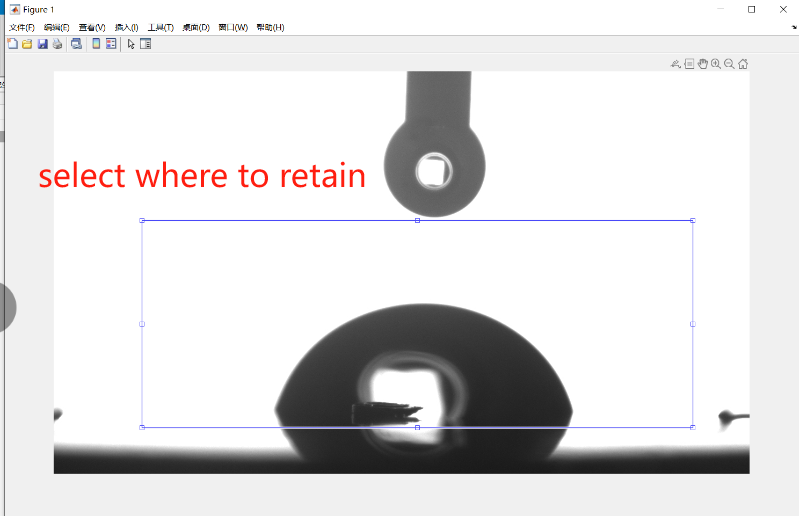 Figure 1
文件(F) 编辑(E) 查看(V) 插入(I) 工具(T) 桌面(D) 窗口(W) 帮助(H)
select where to retain